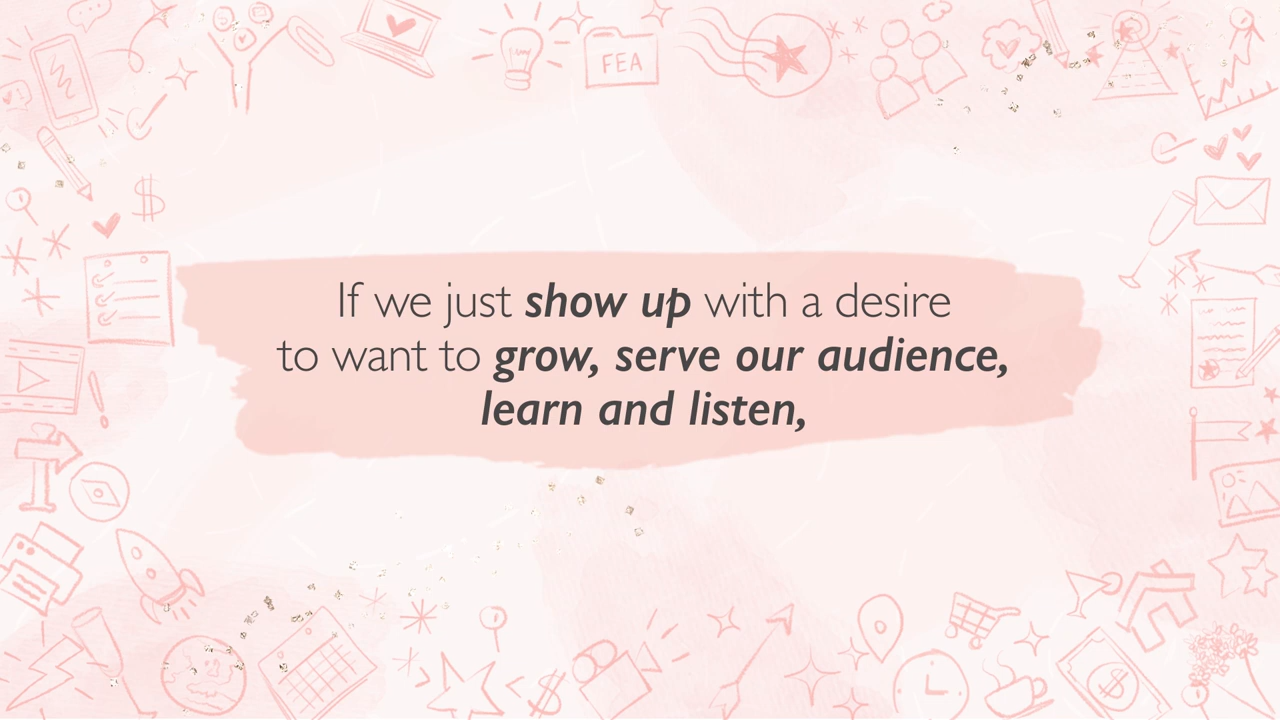 FEA
If we just show up with a desire
to want to grow, serve our audience,
learn and listen,